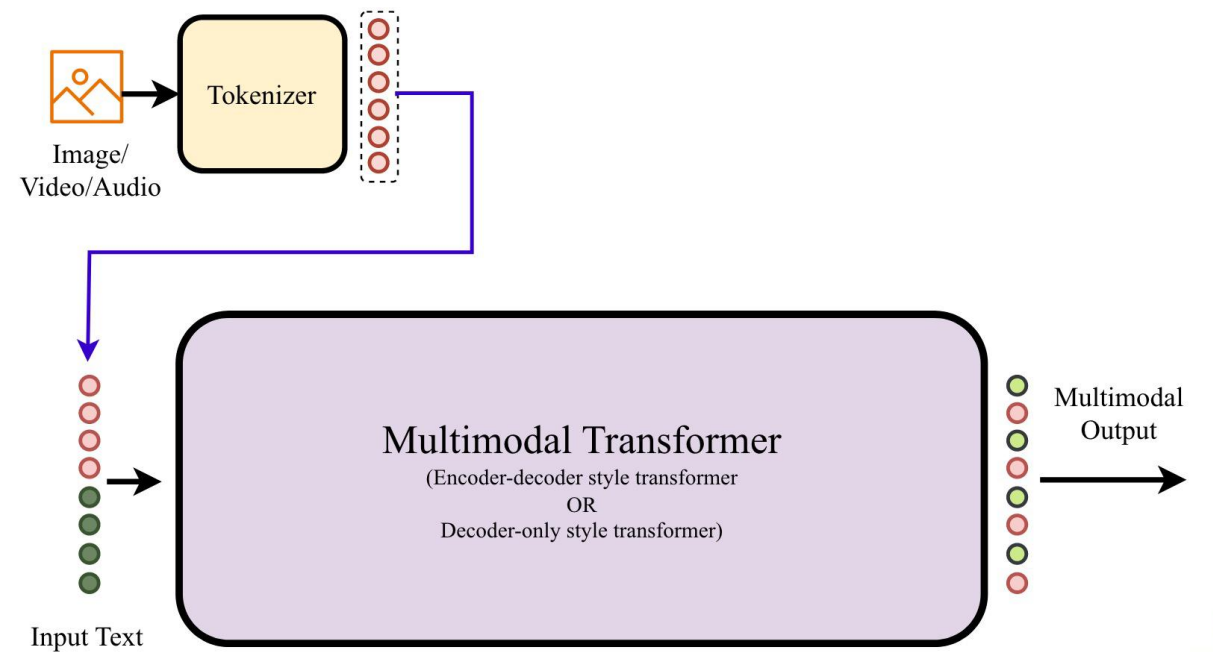 Tokenizer
Image/
Video/Audio
Multimodal Transformer
(Encoder-decoder style transformer
OR
Decoder-only style transformer)
Multimodal
Output
Input Text